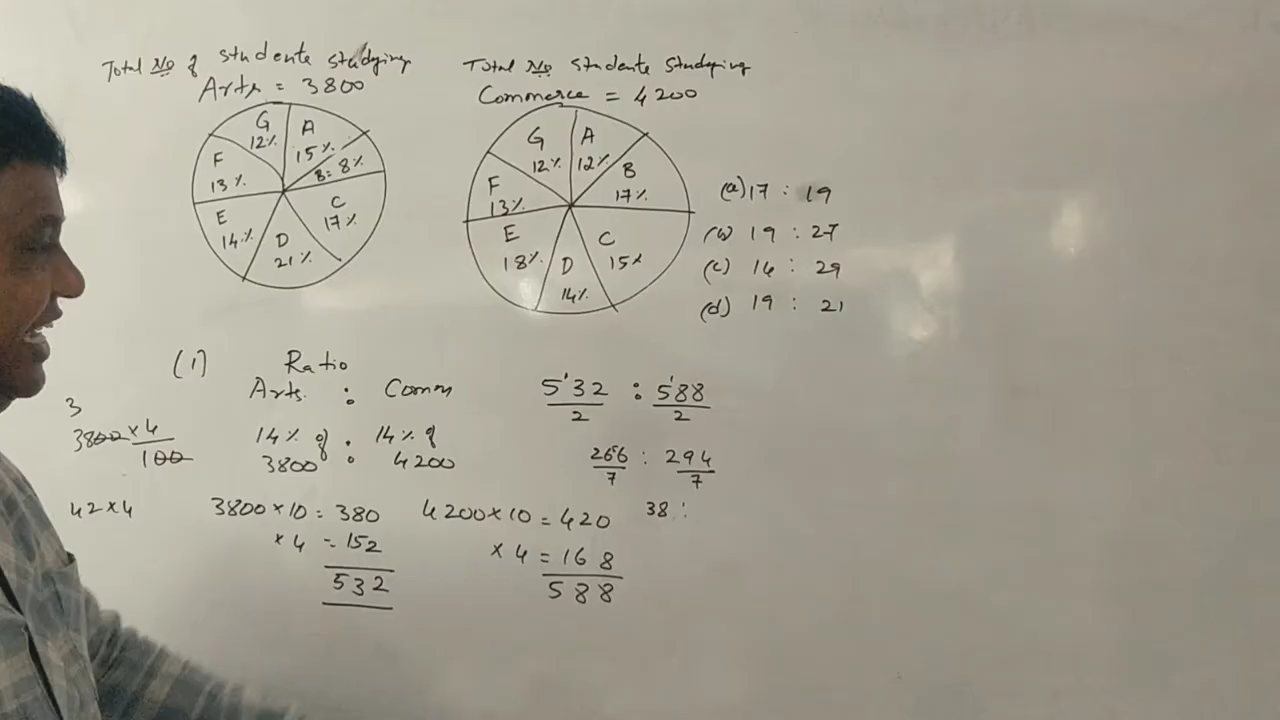 Total No of Students studying
Arts = 3800
G
12%
A
15%
B = 8%
F
13%
C
17%
E
14%
D
21%
Total No Students Studying
Commerce = 4200
G
12%
A
12%
B
17%
F
13%
E
18%
D
14%
C
15%
(a) 17 : 19
(b) 19 : 27
(c) 16 : 29
(d) 19 : 21
(1) Ratio
Arts : Comm
14% of : 14% of
3800 4200
3
3800 × 4
100
42 × 4
3800 × 10 = 380
× 4 = 152
532
4200 × 10 = 420
× 4 = 168
588
532 : 588
2 2
266 : 294
7 7
38 :